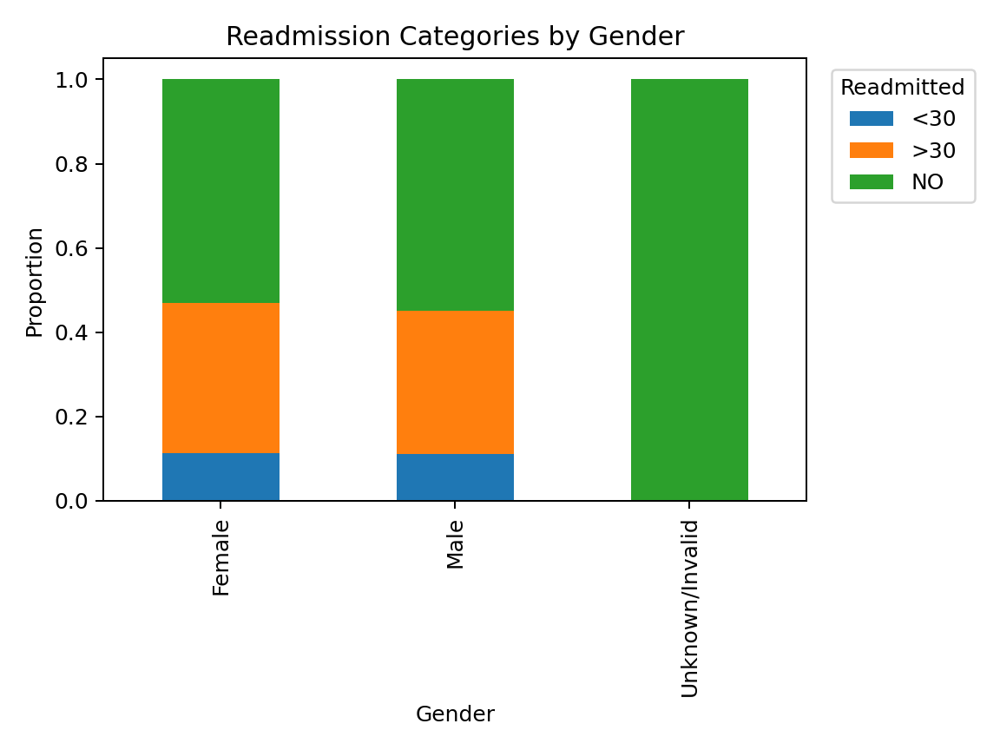 Readmission Categories by Gender
Readmitted
<30
>30
NO
Proportion
1.0
0.8
0.6
0.4
0.2
0.0
Female
Male
Unknown/Invalid
Gender